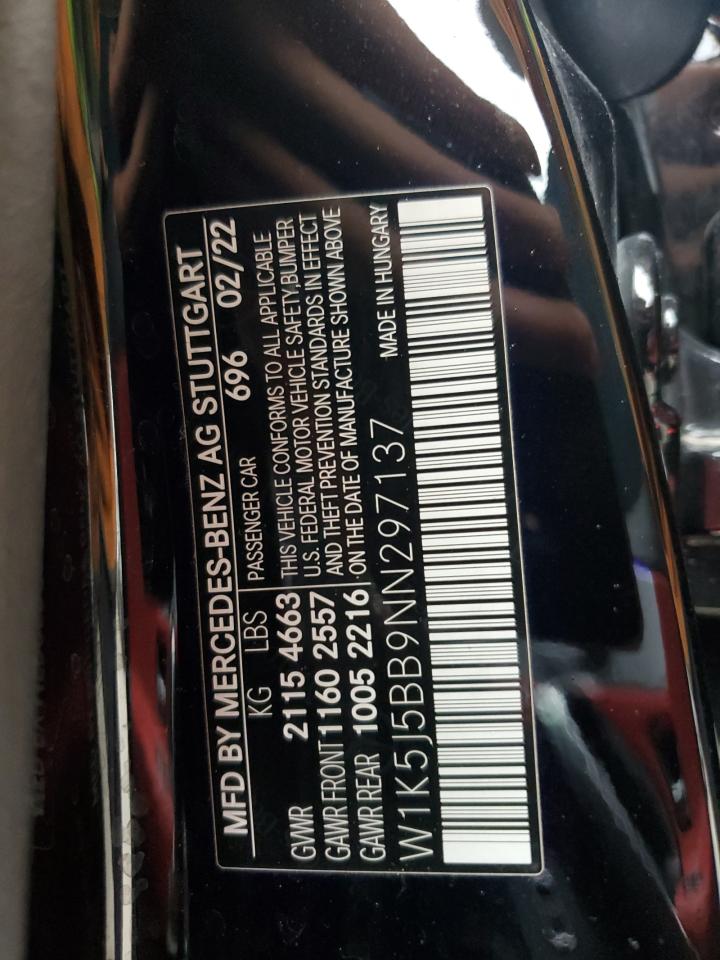 MFD BY MERCEDES-BENZ AG STUTTGART
KG LBS PASSENGER CAR 696 02/22
GWR 2115 4663 THIS VEHICLE CONFORMS TO ALL APPLICABLE
U.S. FEDERAL MOTOR VEHICLE SAFETY,BUMPER
GAWR FRONT 1160 2557 AND THEFT PREVENTION STANDARDS IN EFFECT
GAWR REAR 1005 2216 ON THE DATE OF MANUFACTURE SHOWN ABOVE
MADE IN HUNGARY
W1K5J5BB9NN297137